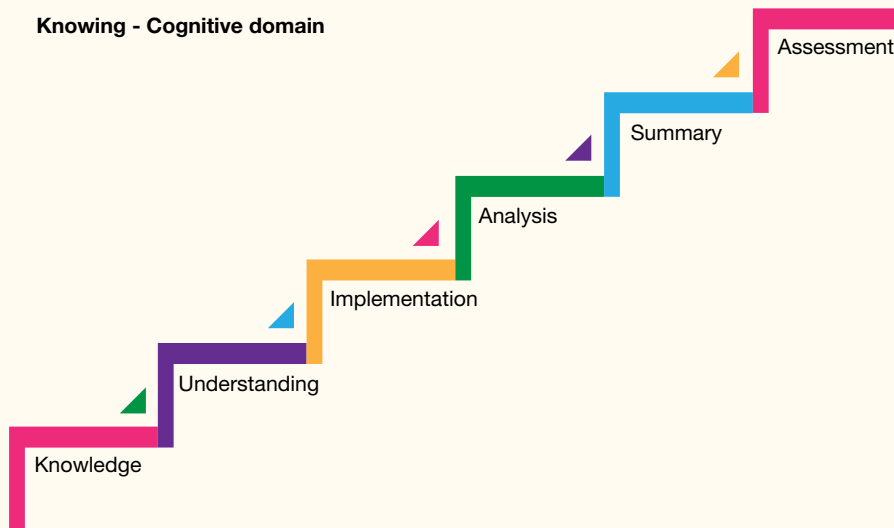 Knowing - Cognitive domain
Assessment
Summary
Analysis
Implementation
Understanding
Knowledge